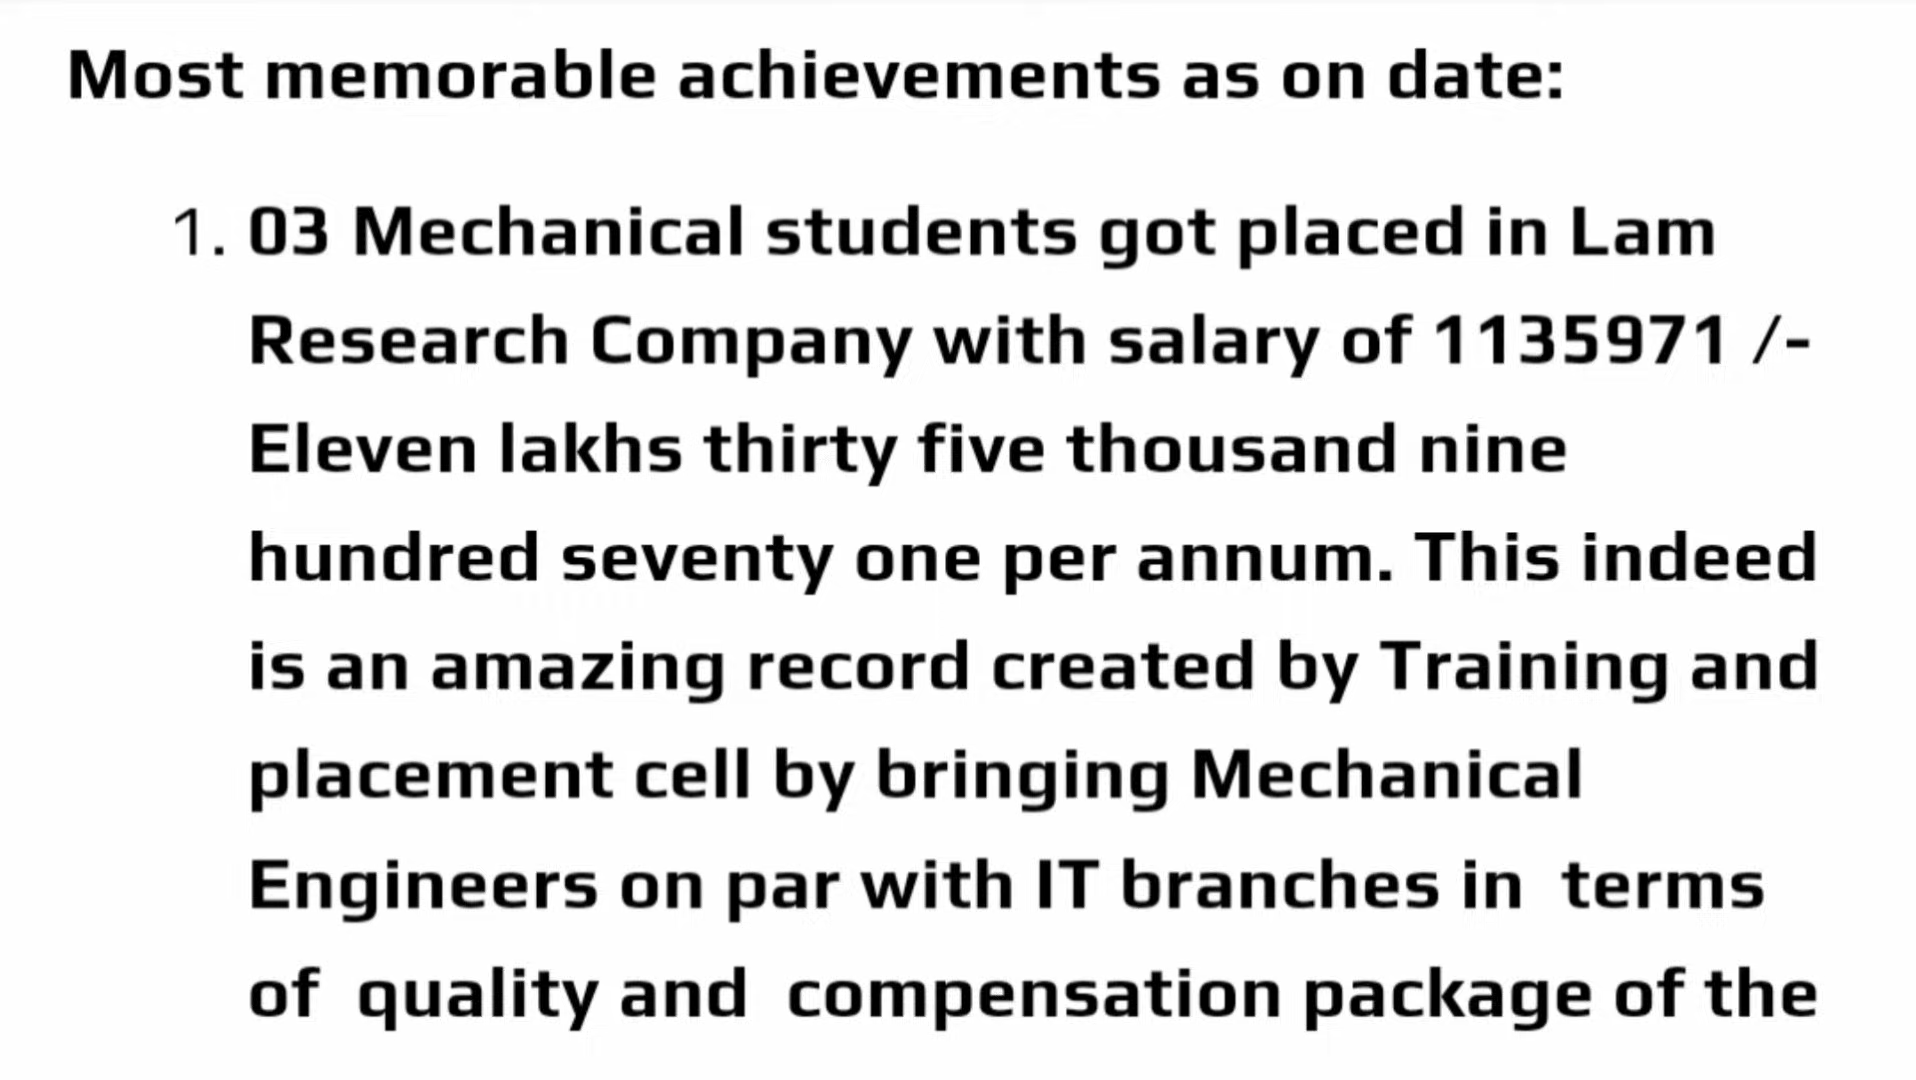 Most memorable achievements as on date:
1. 03 Mechanical students got placed in Lam
Research Company with salary of 1135971 /-
Eleven lakhs thirty five thousand nine
hundred seventy one per annum. This indeed
is an amazing record created by Training and
placement cell by bringing Mechanical
Engineers on par with IT branches in  terms
of  quality and  compensation package of the